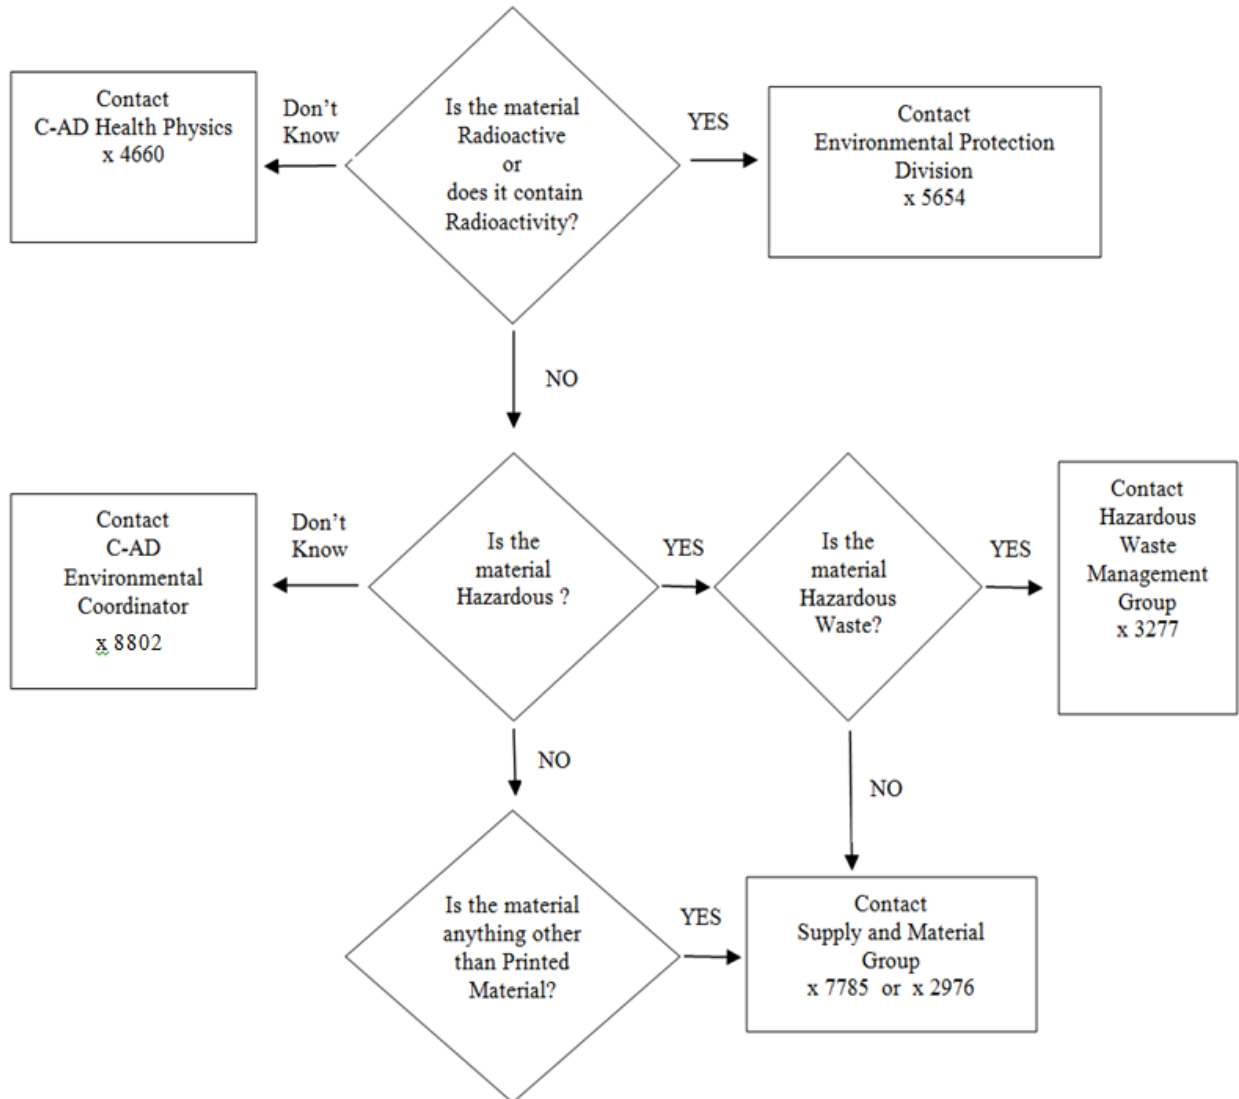 Contact
C-AD Health Physics
x 4660
Don't
Know
Is the material
Radioactive
or
does it contain
Radioactivity?
YES
Contact
Environmental Protection
Division
x 5654
NO
Contact
C-AD
Environmental
Coordinator
x 8802
Don't
Know
Is the
material
Hazardous ?
YES
Is the
material
Hazardous
Waste?
YES
Contact
Hazardous
Waste
Management
Group
x 3277
NO
NO
Is the material
anything other
than Printed
Material?
YES
Contact
Supply and Material
Group
x 7785 or x 2976